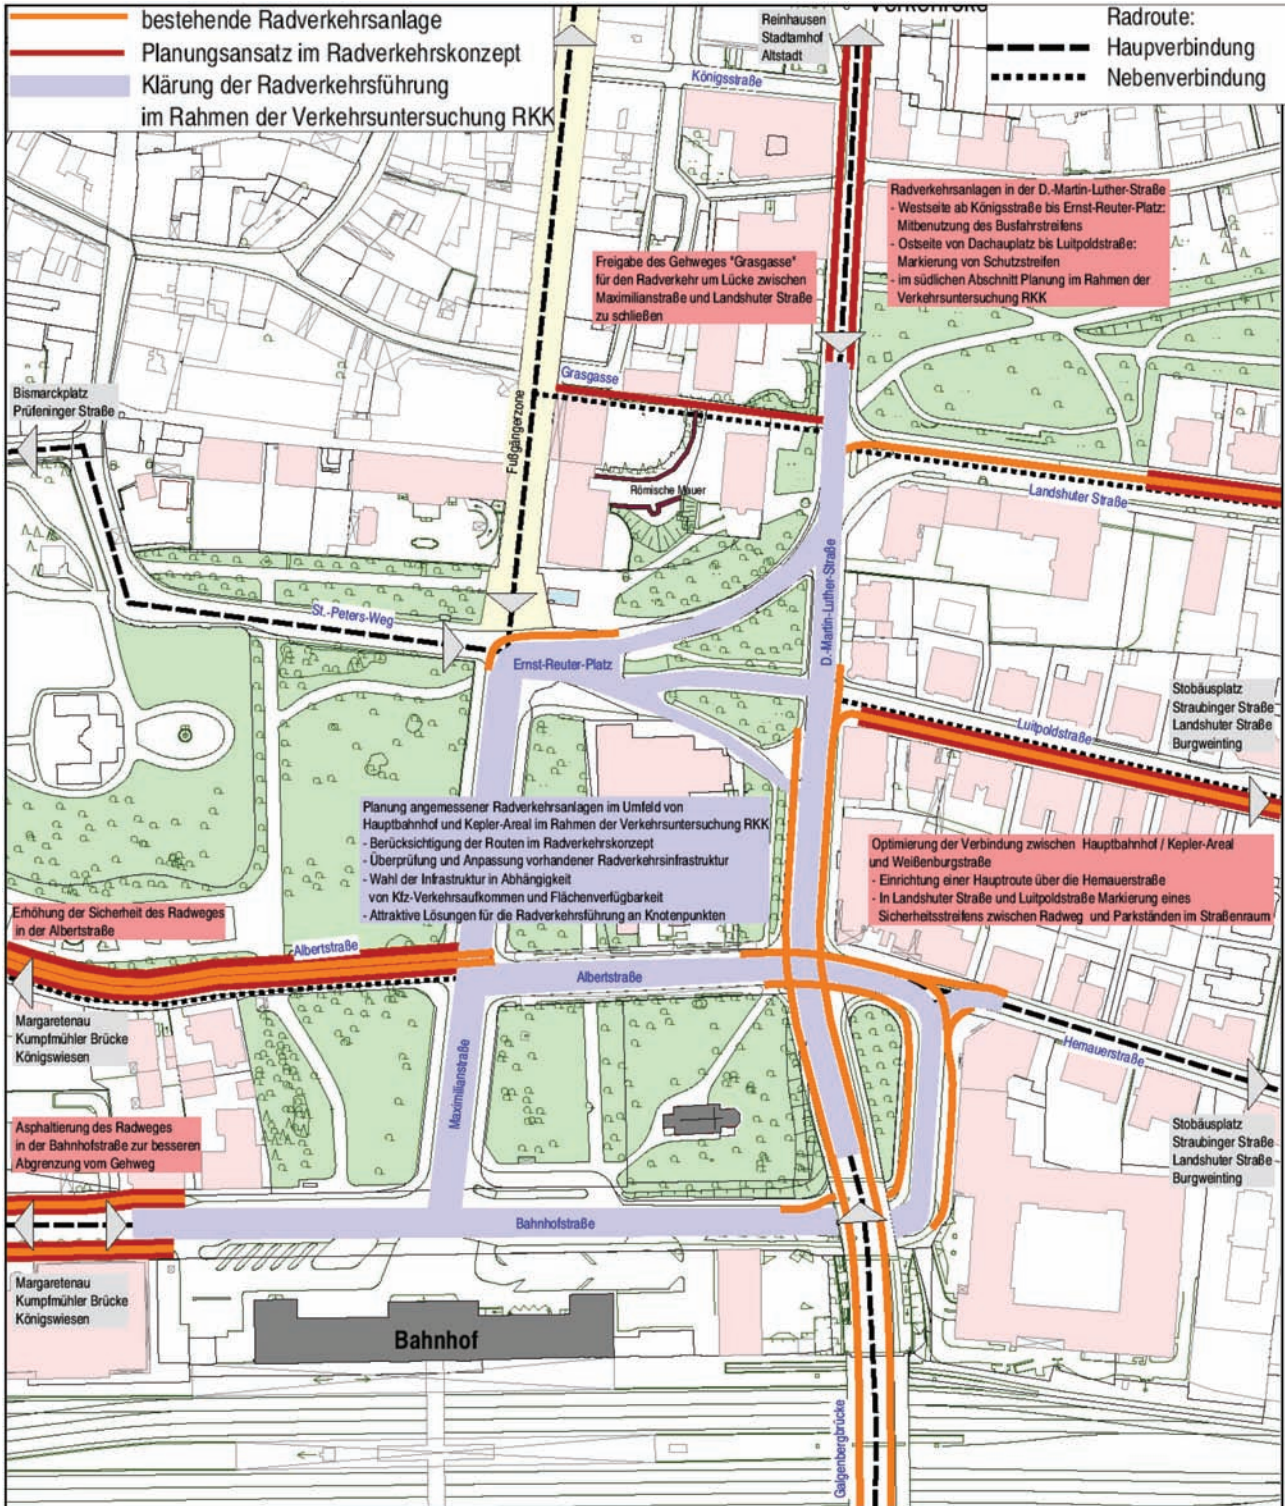 bestehende Radverkehrsanlage
Planungsansatz im Radverkehrskonzept
Klärung der Radverkehrsführung
im Rahmen der Verkehrsuntersuchung RKK
Reinhausen
Stadtamhof
Altstadt
Radroute:
Haupverbindung
Nebenverbindung
Königsstraße
Radverkehrsanlagen in der D.-Martin-Luther-Straße
- Westseite ab Königsstraße bis Ernst-Reuter-Platz:
Mitbenutzung des Busfahrstreifens
- Ostseite von Dachauplatz bis Luitpoldstraße:
Markierung von Schutzstreifen
- im südlichen Abschnitt Planung im Rahmen der
Verkehrsuntersuchung RKK
Freigabe des Gehweges "Grasgasse"
für den Radverkehr um Lücke zwischen
Maximilianstraße und Landshuter Straße
zu schließen
Grasgasse
Bismarckplatz
Prüfeninger Straße
Fußgängerzone
Römische Mauer
Landshuter Straße
St.-Peters-Weg
D.-Martin-Luther-Straße
Ernst-Reuter-Platz
Stobäusplatz
Straubinger Straße
Landshuter Straße
Burgweinting
Luitpoldstraße
Planung angemessener Radverkehrsanlagen im Umfeld von
Hauptbahnhof und Kepler-Areal im Rahmen der Verkehrsuntersuchung RKK
- Berücksichtigung der Routen im Radverkehrskonzept
- Überprüfung und Anpassung vorhandener Radverkehrsinfrastruktur
- Wahl der Infrastruktur in Abhängigkeit
von Kfz-Verkehrsaufkommen und Flächenverfügbarkeit
- Attraktive Lösungen für die Radverkehrsführung an Knotenpunkten
Optimierung der Verbindung zwischen Hauptbahnhof / Kepler-Areal
und Weißenburgstraße
- Einrichtung einer Hauptroute über die Hemauerstraße
- In Landshuter Straße und Luitpoldstraße Markierung eines
Sicherheitsstreifens zwischen Radweg und Parkständen im Straßenraum
Erhöhung der Sicherheit des Radweges
in der Albertstraße
Albertstraße
Albertstraße
Margaretenau
Kumpfmühler Brücke
Königswiesen
Maximilianstraße
Hemauerstraße
Asphaltierung des Radweges
in der Bahnhofstraße zur besseren
Abgrenzung vom Gehweg
Stobäusplatz
Straubinger Straße
Landshuter Straße
Burgweinting
Bahnhofstraße
Margaretenau
Kumpfmühler Brücke
Königswiesen
Bahnhof
Galgenbergbrücke